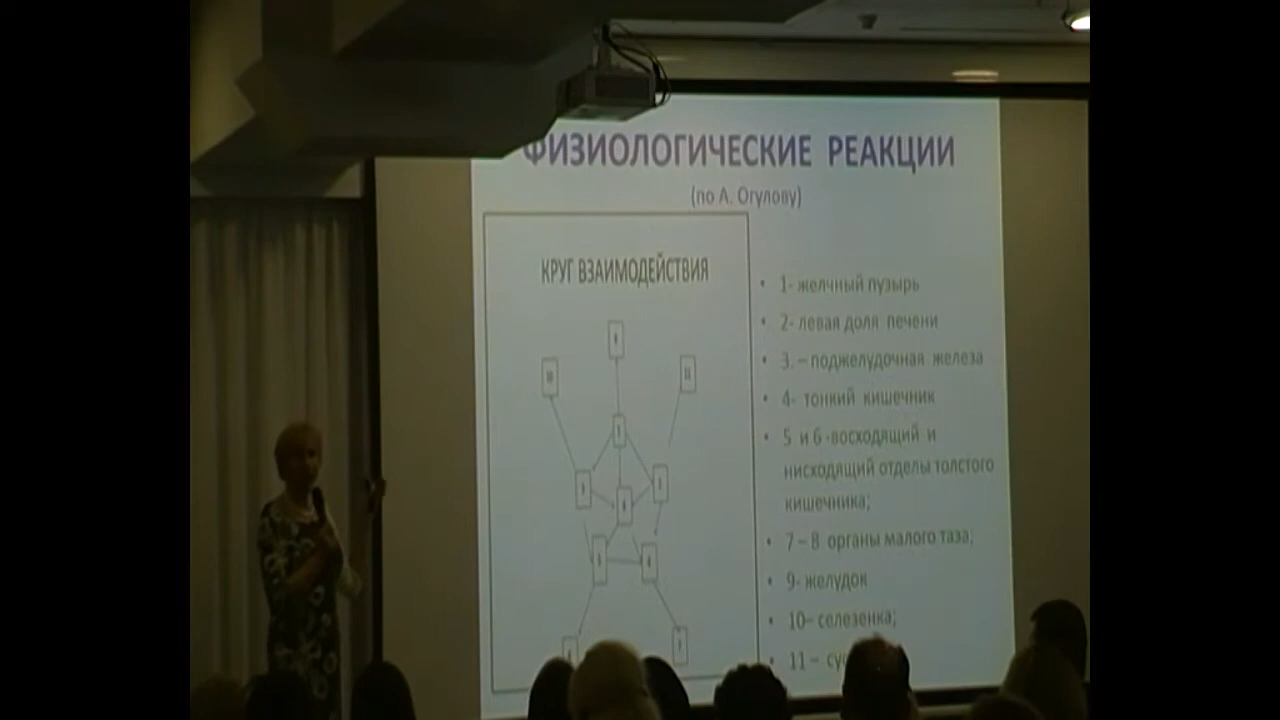 ФИЗИОЛОГИЧЕСКИЕ РЕАКЦИИ
(по А. Огулову)
КРУГ ВЗАИМОДЕЙСТВИЯ
• 1- желчный пузырь
• 2- левая доля печени
• 3. – поджелудочная железа
• 4- тонкий кишечник
• 5 и 6 -восходящий и
нисходящий отделы толстого
кишечника;
• 7 – 8 органы малого таза;
• 9- желудок
• 10– селезенка;
• 11 –